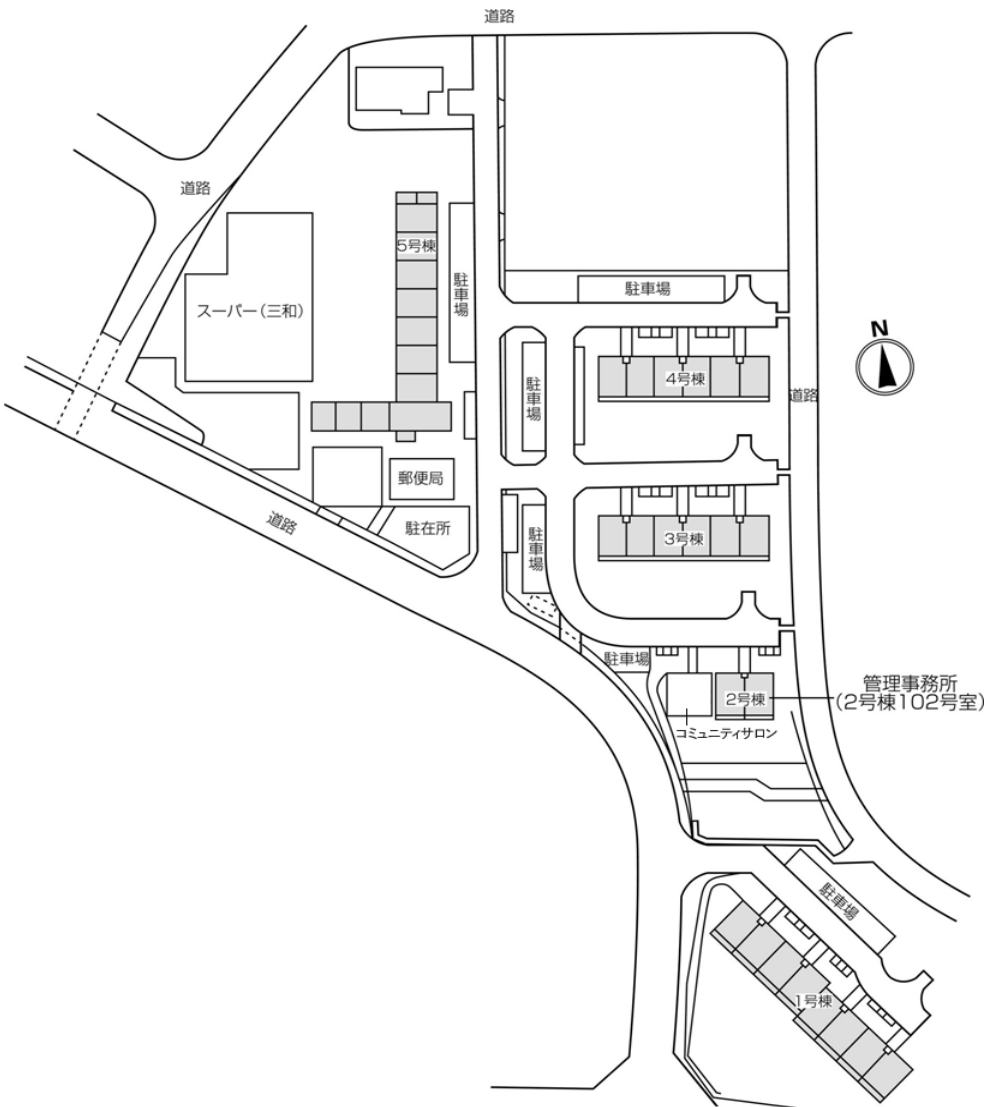 道路
道路
5号棟
駐車場
スーパー(三和)
駐車場
N
4号棟
駐車場
道路
郵便局
駐在所
道路
3号棟
駐車場
駐車場
2号棟
管理事務所
(2号棟102号室)
コミュニティサロン
駐車場
1号棟